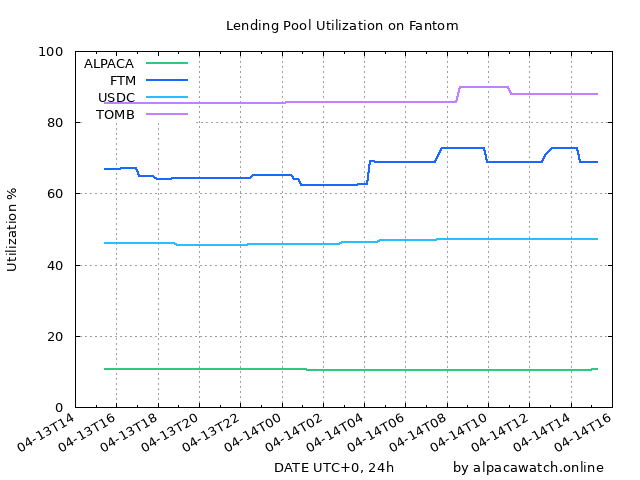 Lending Pool Utilization on Fantom
100
80
60
40
20
0
Utilization %
ALPACA
FTM
USDC
TOMB
04-13T14
04-13T16
04-13T18
04-13T20
04-13T22
04-14T00
04-14T02
04-14T04
04-14T06
04-14T08
04-14T10
04-14T12
04-14T14
04-14T16
DATE UTC+0, 24h by alpacawatch.online